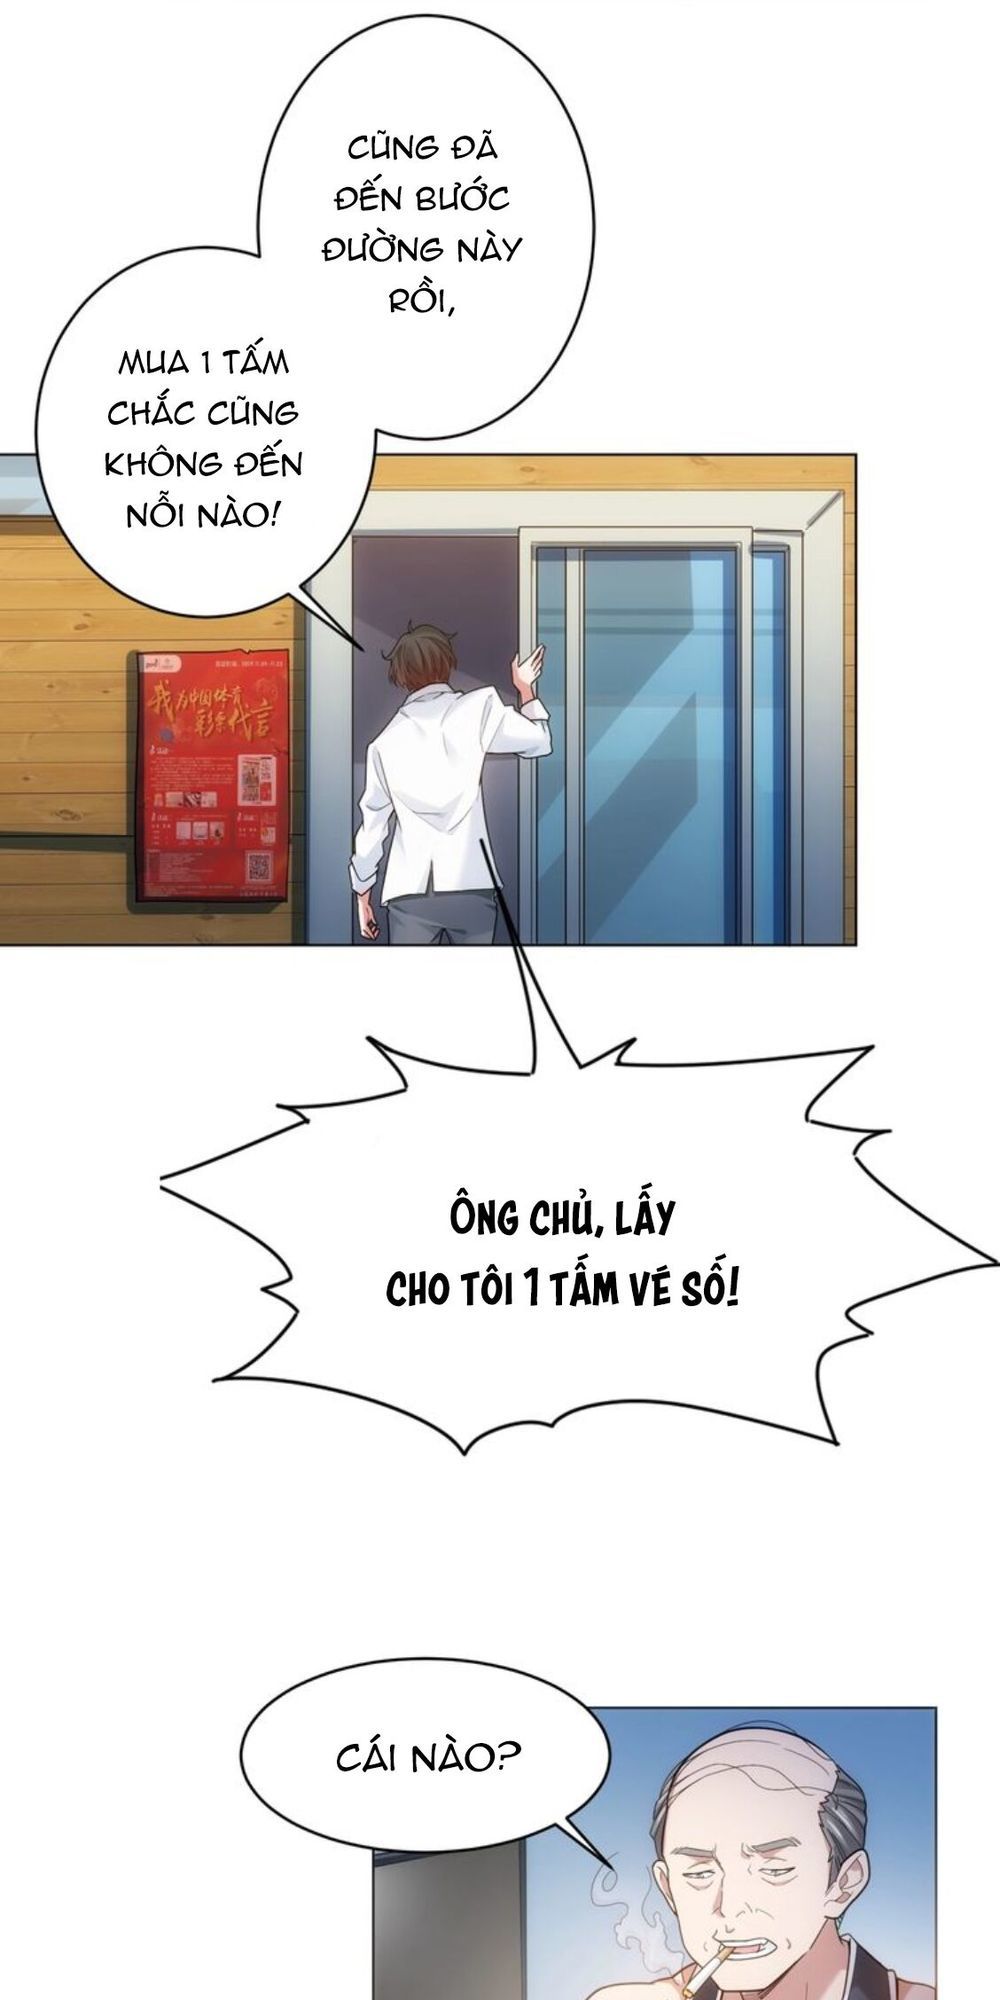 CŨNG ĐÃ
ĐẾN BƯỚC
ĐƯỜNG NÀY
RỒI,
MUA 1 TẤM
CHẮC CŨNG
KHÔNG ĐẾN
NỖI NÀO!
我为中国体育
彩票代言
ÔNG CHỦ, LẤY
CHO TÔI 1 TẤM VÉ SỐ!
CÁI NÀO?